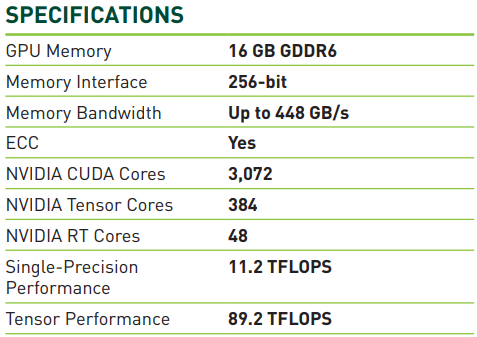 SPECIFICATIONS
GPU Memory 16 GB GDDR6
Memory Interface 256-bit
Memory Bandwidth Up to 448 GB/s
ECC Yes
NVIDIA CUDA Cores 3,072
NVIDIA Tensor Cores 384
NVIDIA RT Cores 48
Single-Precision 11.2 TFLOPS
Performance
Tensor Performance 89.2 TFLOPS